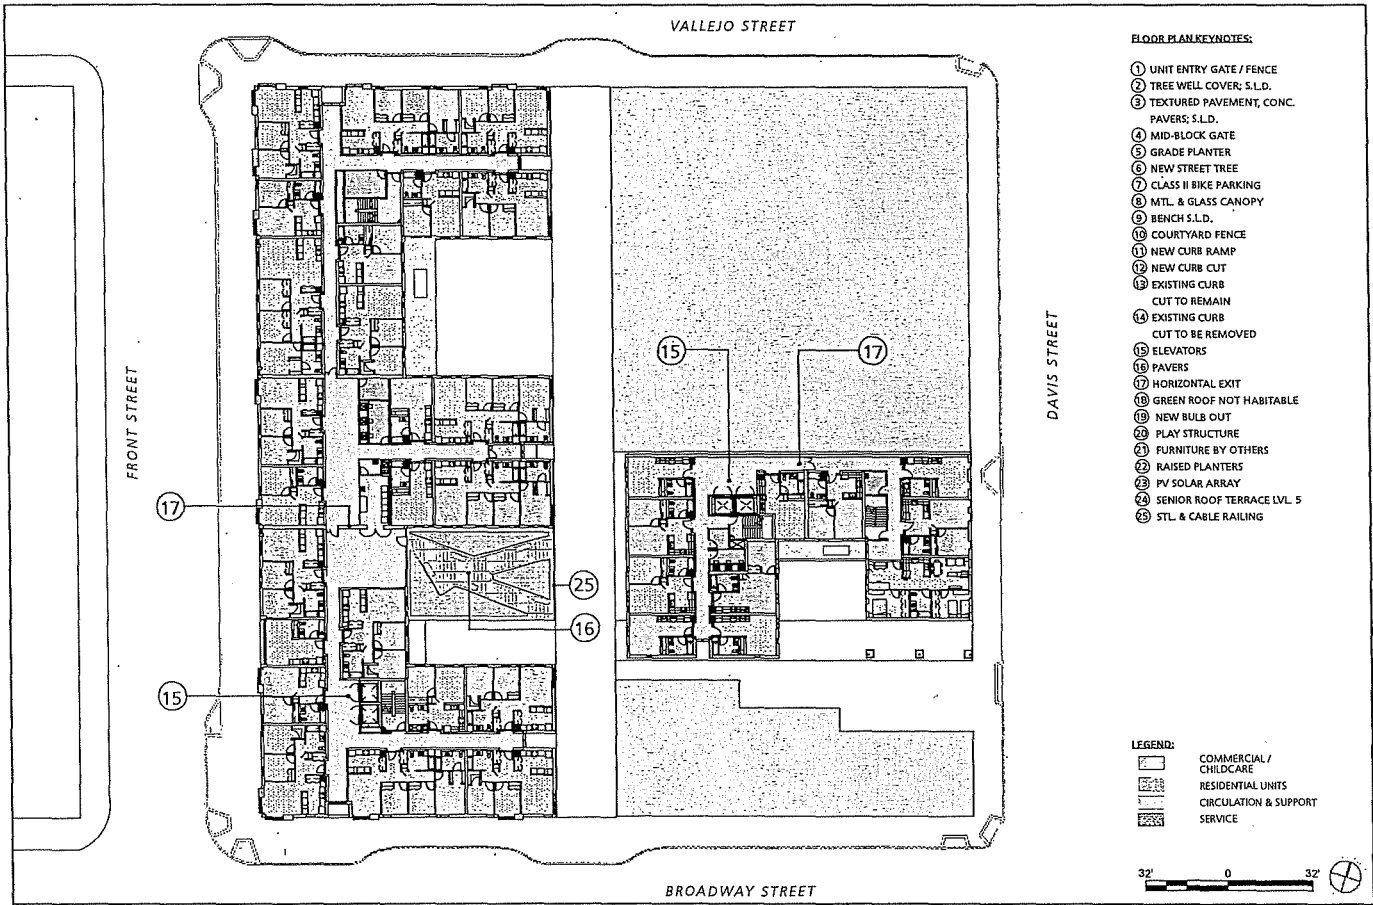 VALLEJO STREET
FLOOR PLAN KEYNOTES:
1 UNIT ENTRY GATE / FENCE
2 TREE WELL COVER; S.L.D.
3 TEXTURED PAVEMENT, CONC.
PAVERS; S.L.D.
4 MID-BLOCK GATE
5 GRADE PLANTER
6 NEW STREET TREE
7 CLASS II BIKE PARKING
8 MTL. & GLASS CANOPY
9 BENCH S.L.D.
10 COURTYARD FENCE
11 NEW CURB RAMP
12 NEW CURB CUT
13 EXISTING CURB
CUT TO REMAIN
14 EXISTING CURB
CUT TO BE REMOVED
15 ELEVATORS
16 PAVERS
17 HORIZONTAL EXIT
18 GREEN ROOF NOT HABITABLE
19 NEW BULB OUT
20 PLAY STRUCTURE
21 FURNITURE BY OTHERS
22 RAISED PLANTERS
23 PV SOLAR ARRAY
24 SENIOR ROOF TERRACE LVL. 5
25 STL. & CABLE RAILING
FRONT STREET
DAVIS STREET
15
17
17
25
16
15
LEGEND:
COMMERCIAL /
CHILDCARE
RESIDENTIAL UNITS
CIRCULATION & SUPPORT
SERVICE
32' 0 32'
BROADWAY STREET